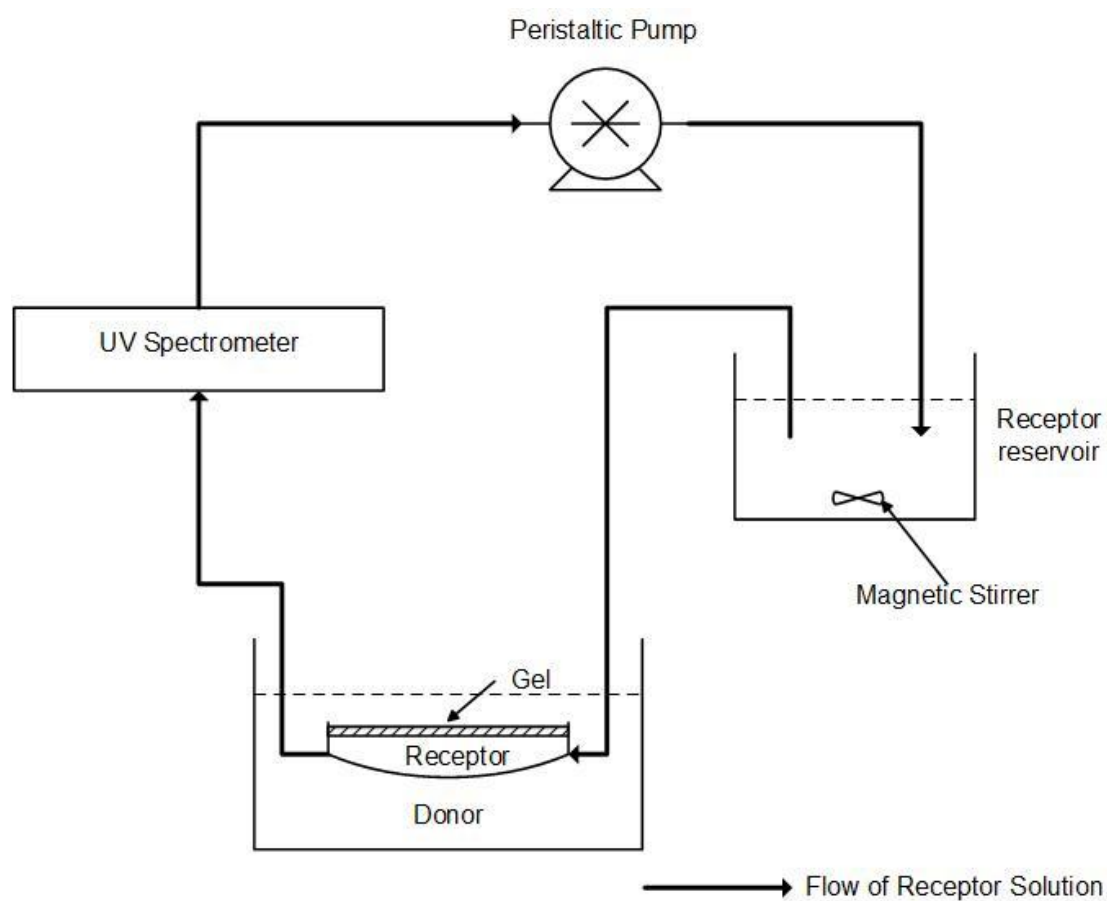 Peristaltic Pump
UV Spectrometer
Receptor
reservoir
Magnetic Stirrer
Gel
Receptor
Donor
Flow of Receptor Solution